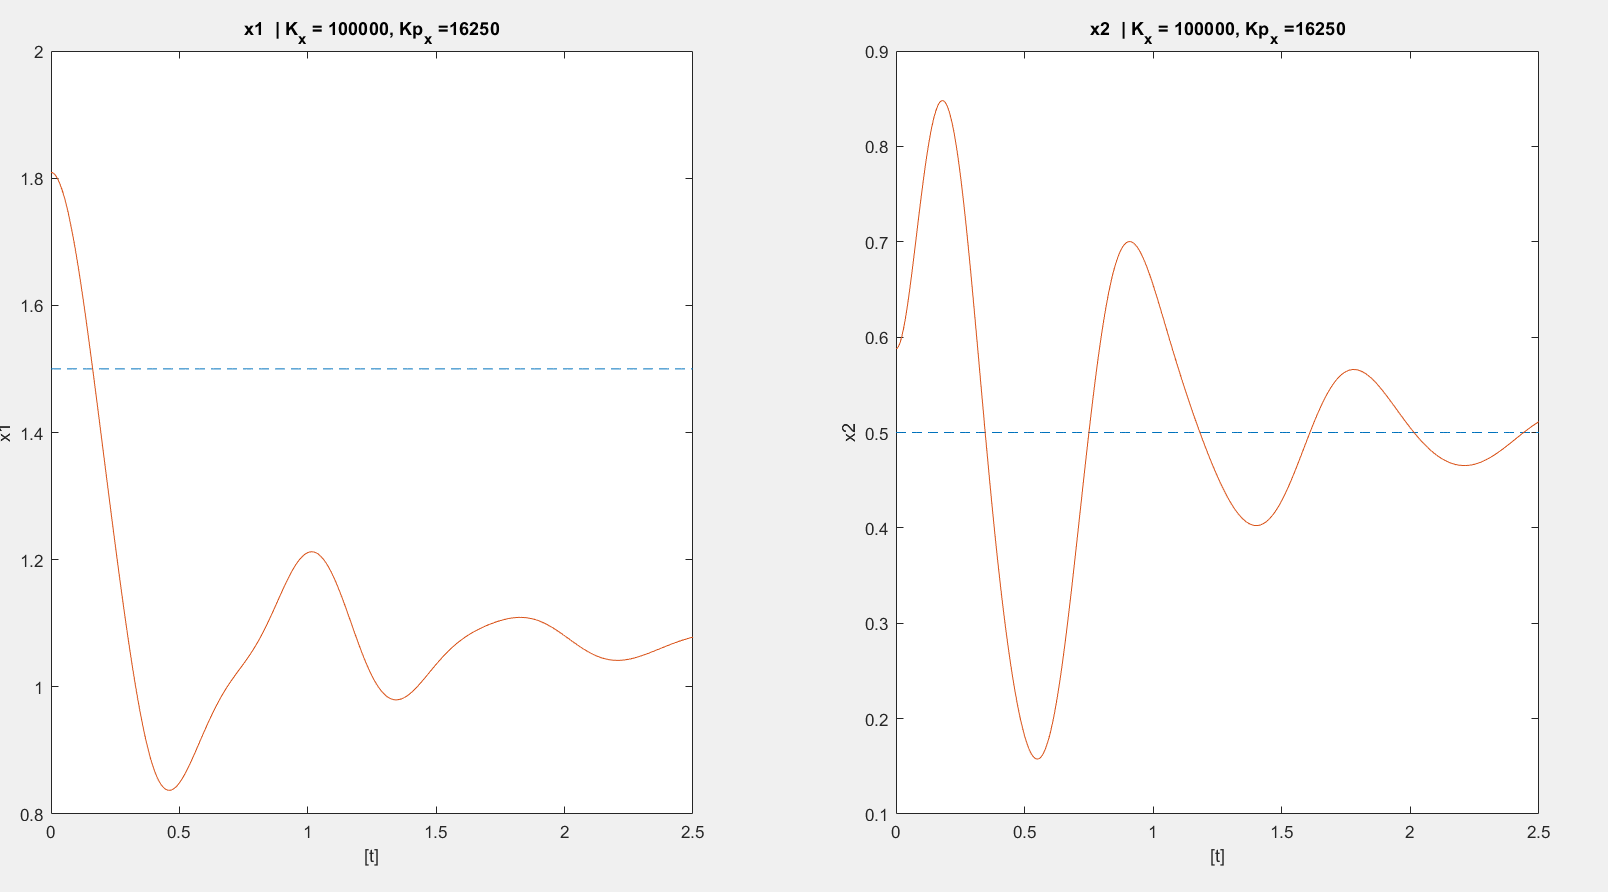 x1 | Kx = 100000, Kpx =16250
2
1.8
1.6
1.4
1.2
1
0.8
x1
0 0.5 1 1.5 2 2.5
[t]
x2 | Kx = 100000, Kpx =16250
0.9
0.8
0.7
0.6
0.5
0.4
0.3
0.2
0.1
x2
0 0.5 1 1.5 2 2.5
[t]